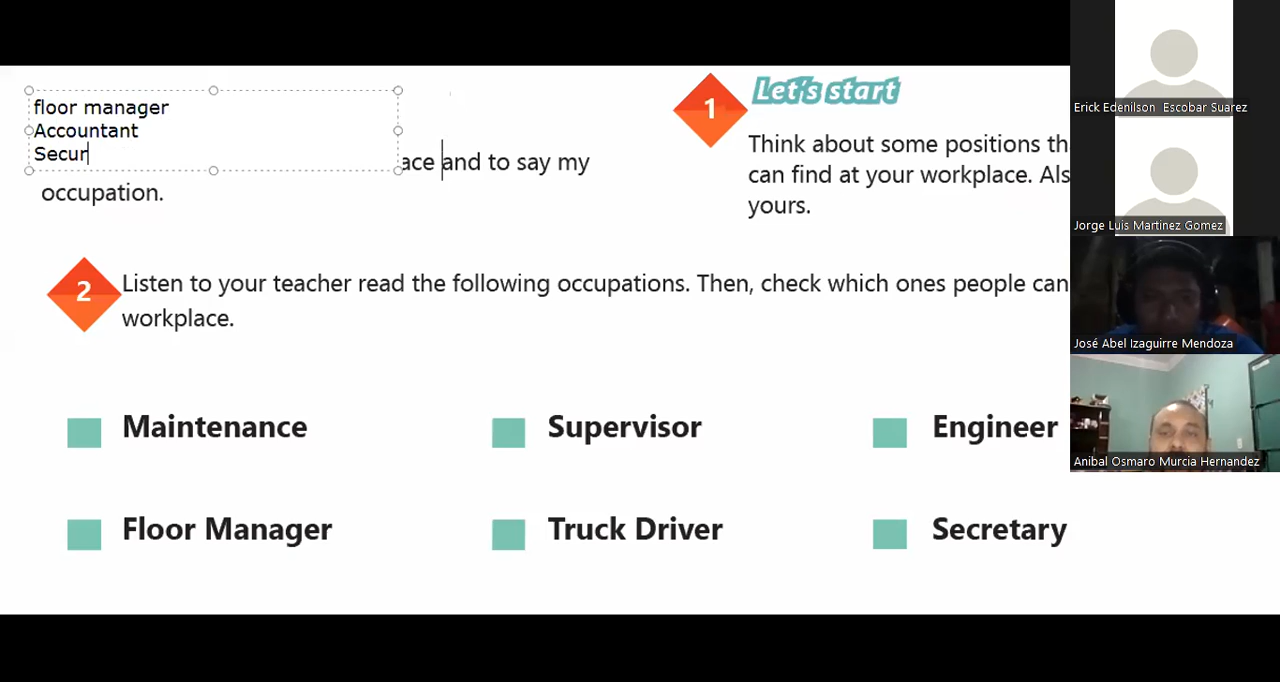 floor manager
Accountant
Secur
ace and to say my
occupation.
1
Let's start
Think about some positions th
can find at your workplace. Als
yours.
2
Listen to your teacher read the following occupations. Then, check which ones people can
workplace.
Maintenance
Supervisor
Engineer
Floor Manager
Truck Driver
Secretary
Erick Edenilson Escobar Suarez
Jorge Luis Martinez Gomez
José Abel Izaguirre Mendoza
Anibal Osmaro Murcia Hernandez